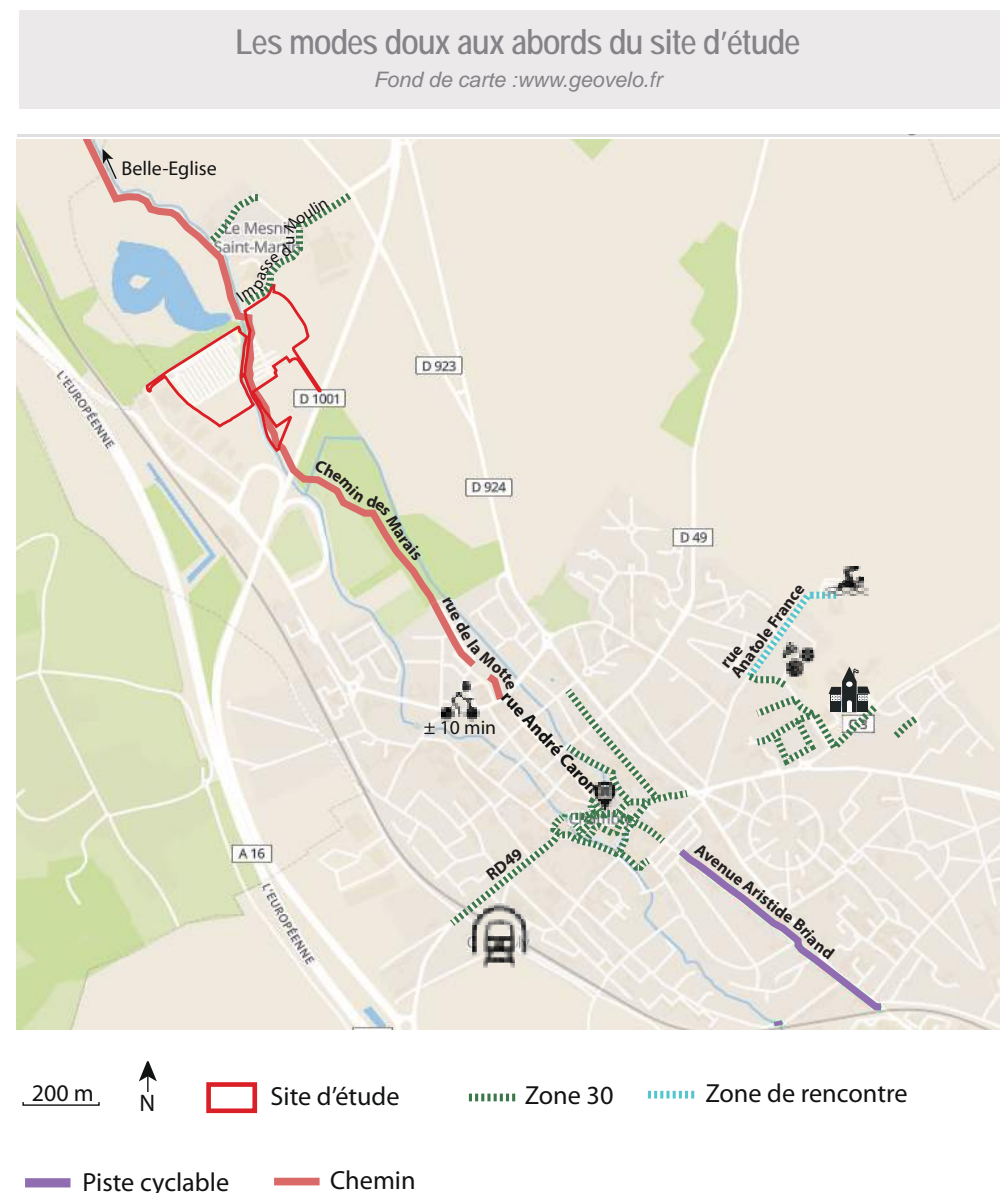 Les modes doux aux abords du site d'étude
Fond de carte :www.geovelo.fr
Belle-Eglise
Le Mesnil
Saint-Martin
Impasse du Moulin
D 923
L'EUROPÉENNE
D 1001
Chemin des Marais
D 924
D 49
rue
Anatole France
rue de la Motte
± 10 min
rue André Caron
C 3
A 16
RD49
Avenue Aristide Briand
L'EUROPÉENNE
200 m
N
Site d'étude
Zone 30
Zone de rencontre
Piste cyclable
Chemin